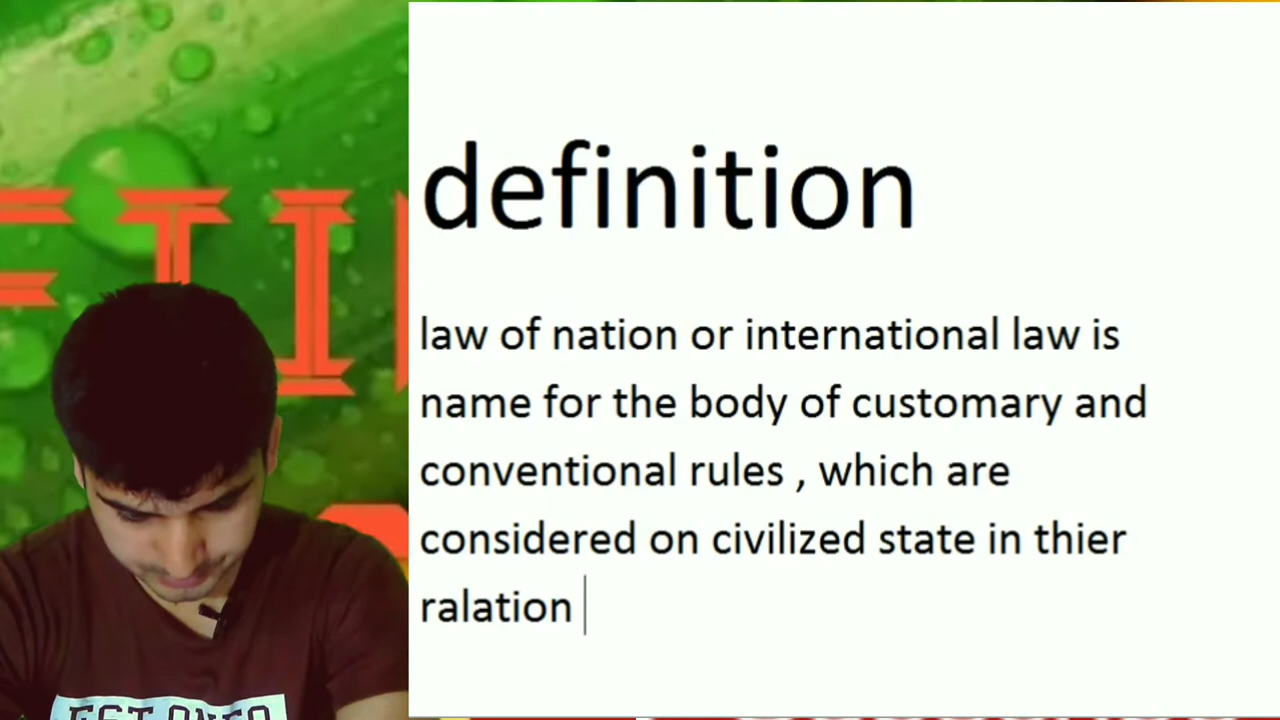 definition
law of nation or international law is
name for the body of customary and
conventional rules , which are
considered on civilized state in thier
ralation